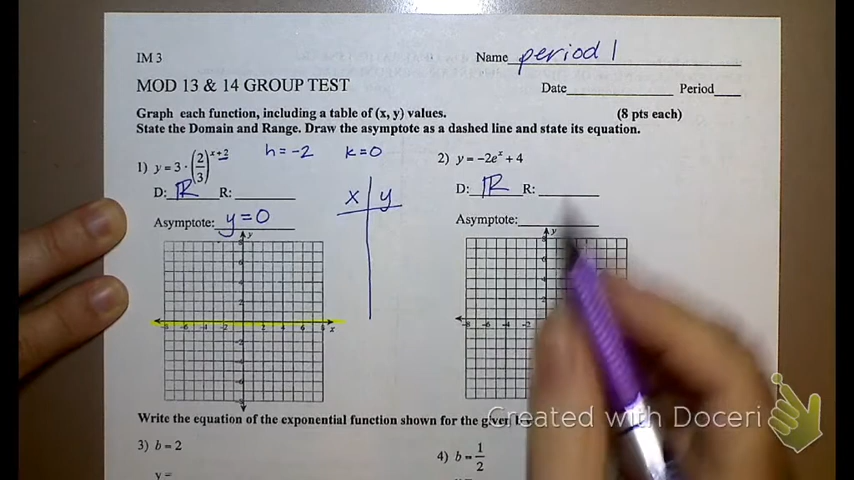 IM 3
Name period 1
MOD 13 & 14 GROUP TEST
Date Period
Graph each function, including a table of (x, y) values. (8 pts each)
State the Domain and Range. Draw the asymptote as a dashed line and state its equation.
1) y = 3 · (2/3)^(x+2) h = -2 k = 0
2) y = -2e^x + 4
D: ℝ R:
x y
D: ℝ R:
Asymptote: y = 0
Asymptote:
Write the equation of the exponential function shown for the given
Created with Doceri
3) b = 2
4) b = 1/2
y =